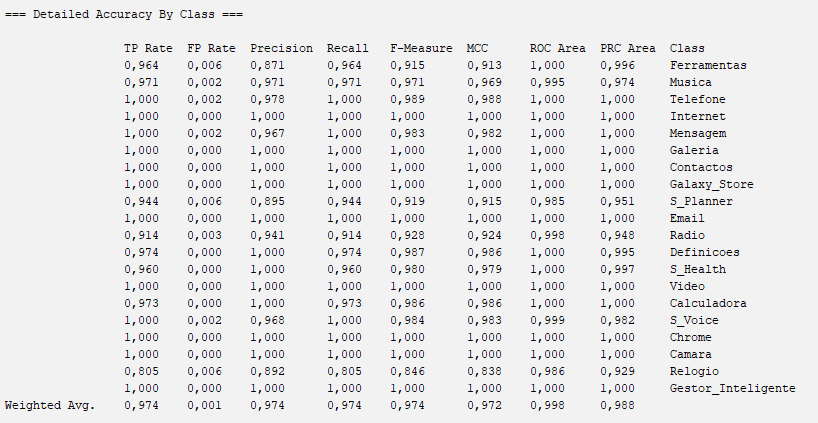 === Detailed Accuracy By Class ===
TP Rate FP Rate Precision Recall F-Measure MCC ROC Area PRC Area Class
0,964 0,006 0,871 0,964 0,915 0,913 1,000 0,996 Ferramentas
0,971 0,002 0,971 0,971 0,971 0,969 0,995 0,974 Musica
1,000 0,002 0,978 1,000 0,989 0,988 1,000 1,000 Telefone
1,000 0,000 1,000 1,000 1,000 1,000 1,000 1,000 Internet
1,000 0,002 0,967 1,000 0,983 0,982 1,000 1,000 Mensagem
1,000 0,000 1,000 1,000 1,000 1,000 1,000 1,000 Galeria
1,000 0,000 1,000 1,000 1,000 1,000 1,000 1,000 Contactos
1,000 0,000 1,000 1,000 1,000 1,000 1,000 1,000 Galaxy_Store
0,944 0,006 0,895 0,944 0,919 0,915 0,985 0,951 S_Planner
1,000 0,000 1,000 1,000 1,000 1,000 1,000 1,000 Email
0,914 0,003 0,941 0,914 0,928 0,924 0,998 0,948 Radio
0,974 0,000 1,000 0,974 0,987 0,986 1,000 0,995 Definicoes
0,960 0,000 1,000 0,960 0,980 0,979 1,000 0,997 S_Health
1,000 0,000 1,000 1,000 1,000 1,000 1,000 1,000 Video
0,973 0,000 1,000 0,973 0,986 0,986 1,000 1,000 Calculadora
1,000 0,002 0,968 1,000 0,984 0,983 0,999 0,982 S_Voice
1,000 0,000 1,000 1,000 1,000 1,000 1,000 1,000 Chrome
1,000 0,000 1,000 1,000 1,000 1,000 1,000 1,000 Camara
0,805 0,006 0,892 0,805 0,846 0,838 0,986 0,929 Relogio
1,000 0,000 1,000 1,000 1,000 1,000 1,000 1,000 Gestor_Inteligente
Weighted Avg. 0,974 0,001 0,974 0,974 0,974 0,972 0,998 0,988